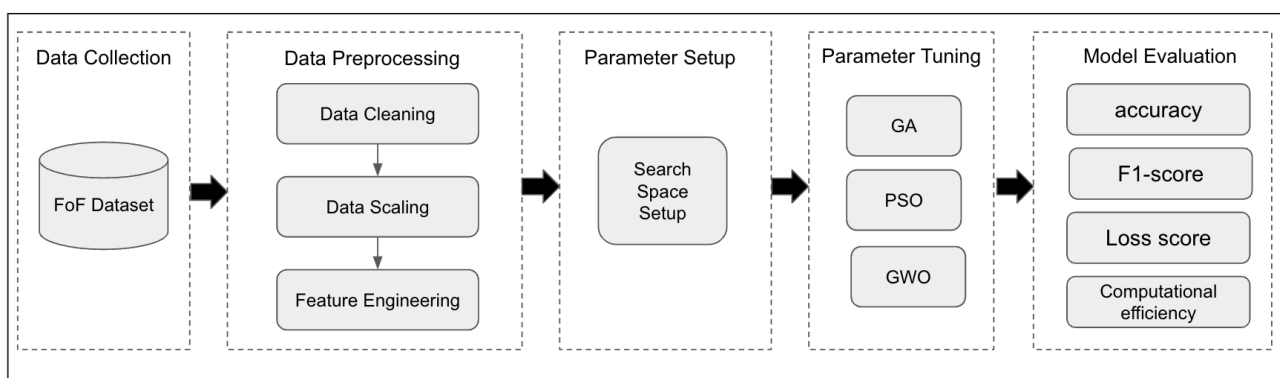 Data Collection
FoF Dataset
Data Preprocessing
Data Cleaning
Data Scaling
Feature Engineering
Parameter Setup
Search
Space
Setup
Parameter Tuning
GA
PSO
GWO
Model Evaluation
accuracy
F1-score
Loss score
Computational
efficiency